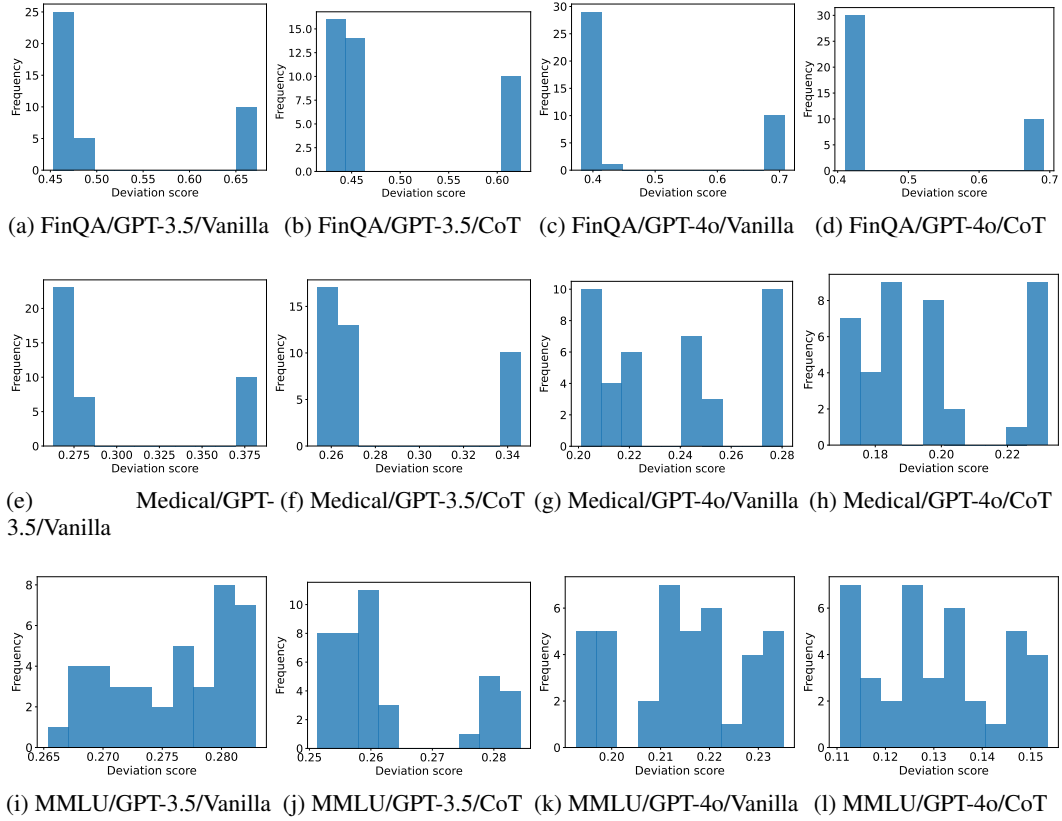 25
20
15
10
5
0
Frequency
0.45 0.50 0.55 0.60 0.65
Deviation score
(a) FinQA/GPT-3.5/Vanilla
15.0
12.5
10.0
7.5
5.0
2.5
0.0
Frequency
0.45 0.50 0.55 0.60
Deviation score
(b) FinQA/GPT-3.5/CoT
30
25
20
15
10
5
0
Frequency
0.4 0.5 0.6 0.7
Deviation score
(c) FinQA/GPT-4o/Vanilla
30
25
20
15
10
5
0
Frequency
0.4 0.5 0.6 0.7
Deviation score
(d) FinQA/GPT-4o/CoT
20
15
10
5
0
Frequency
0.275 0.300 0.325 0.350 0.375
Deviation score
(e) Medical/GPT-
3.5/Vanilla
15
10
5
0
Frequency
0.26 0.28 0.30 0.32 0.34
Deviation score
(f) Medical/GPT-3.5/CoT
10
8
6
4
2
0
Frequency
0.20 0.22 0.24 0.26 0.28
Deviation score
(g) Medical/GPT-4o/Vanilla
8
6
4
2
0
Frequency
0.18 0.20 0.22
Deviation score
(h) Medical/GPT-4o/CoT
8
6
4
2
0
Frequency
0.265 0.270 0.275 0.280
Deviation score
(i) MMLU/GPT-3.5/Vanilla
10
8
6
4
2
0
Frequency
0.25 0.26 0.27 0.28
Deviation score
(j) MMLU/GPT-3.5/CoT
6
4
2
0
Frequency
0.20 0.21 0.22 0.23
Deviation score
(k) MMLU/GPT-4o/Vanilla
6
4
2
0
Frequency
0.11 0.12 0.13 0.14 0.15
Deviation score
(l) MMLU/GPT-4o/CoT